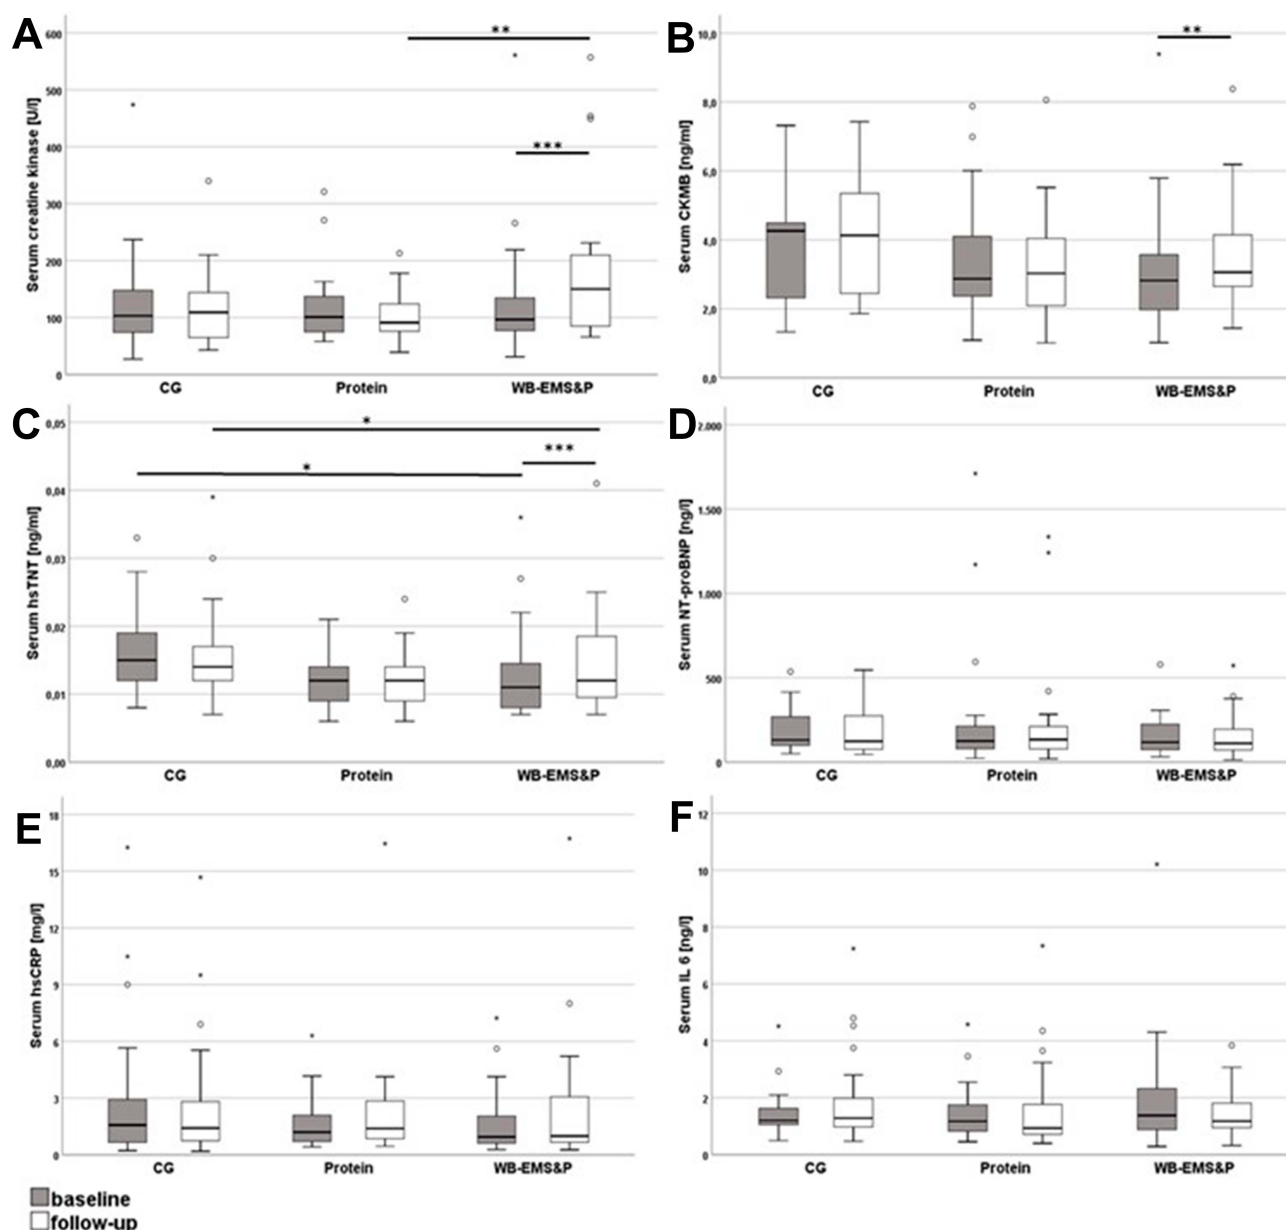 A
Serum creatine kinase [U/l]
600
500
400
300
200
100
0
**
***
CG Protein WB-EMS&P
B
Serum CKMB [ng/ml]
10,0
8,0
6,0
4,0
2,0
0,0
**
CG Protein WB-EMS&P
C
Serum hsTNT [ng/ml]
0,05
0,04
0,03
0,02
0,01
0,00
*
*
***
CG Protein WB-EMS&P
D
Serum NT-proBNP [ng/l]
2.000
1.500
1.000
500
0
CG Protein WB-EMS&P
E
Serum hsCRP [mg/l]
18
15
12
9
6
3
0
CG Protein WB-EMS&P
F
Serum IL 6 [ng/l]
12
10
8
6
4
2
0
CG Protein WB-EMS&P
baseline
follow-up